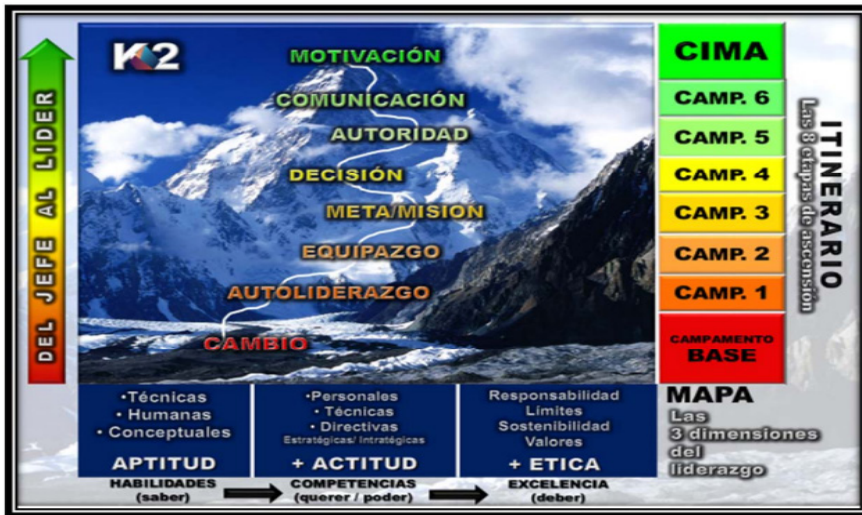 K2
MOTIVACIÓN
COMUNICACIÓN
AUTORIDAD
DECISIÓN
META/MISION
EQUIPAZGO
AUTOLIDERAZGO
CAMBIO
DEL JEFE AL LIDER
CIMA
CAMP. 6
CAMP. 5
CAMP. 4
CAMP. 3
CAMP. 2
CAMP. 1
CAMPAMENTO
BASE
ITINERARIO
Las 8 etapas de ascensión
•Técnicas
• Humanas
• Conceptuales
APTITUD
•Personales
• Técnicas
• Directivas
Estratégicas/ Intratégicas
+ ACTITUD
Responsabilidad
Límites
Sostenibilidad
Valores
+ ETICA
MAPA
Las
3 dimensiones
del
liderazgo
HABILIDADES
(saber)
COMPETENCIAS
(querer / poder)
EXCELENCIA
(deber)